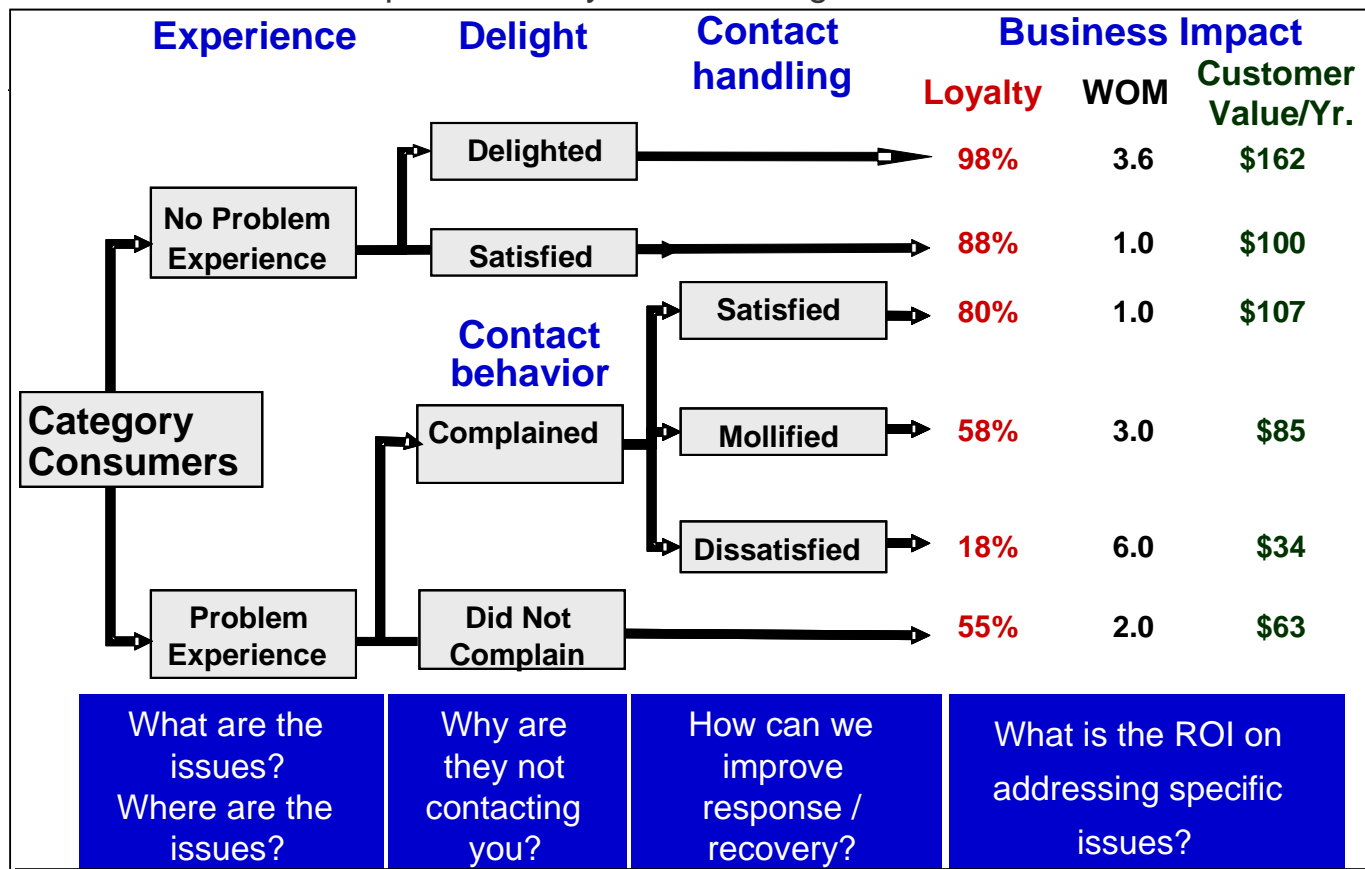 Experience
Delight
Contact
handling
Business Impact
Loyalty
WOM
Customer
Value/Yr.
Delighted
98%
3.6
$162
No Problem
Experience
Satisfied
88%
1.0
$100
Satisfied
80%
1.0
$107
Contact
behavior
Category
Consumers
Complained
Mollified
58%
3.0
$85
Dissatisfied
18%
6.0
$34
Problem
Experience
Did Not
Complain
55%
2.0
$63
What are the
issues?
Where are the
issues?
Why are
they not
contacting
you?
How can we
improve
response /
recovery?
What is the ROI on
addressing specific
issues?